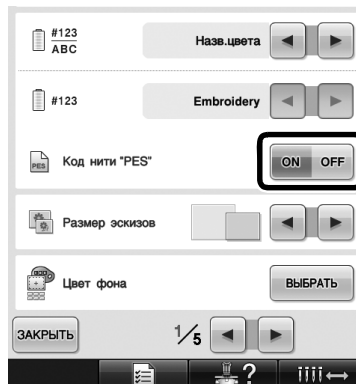 #123
ABC
Назв.цвета
#123
Embroidery
PES
Код нити "PES"
ON OFF
Размер эскизов
Цвет фона
ВЫБРАТЬ
ЗАКРЫТЬ
1/5
?